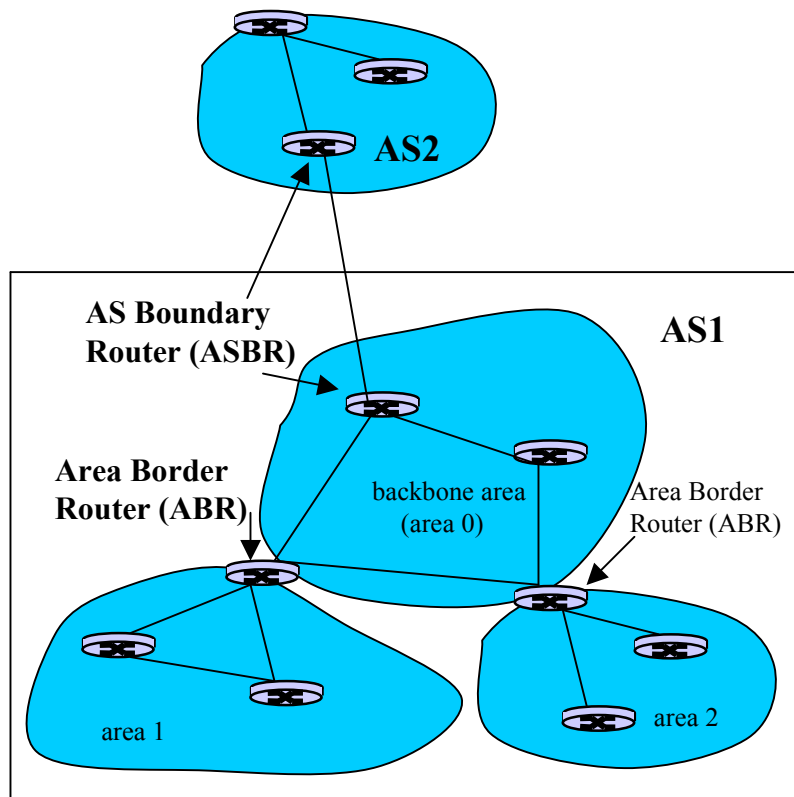 AS2
AS Boundary
Router (ASBR)
AS1
Area Border
Router (ABR)
backbone area
(area 0)
Area Border
Router (ABR)
area 1
area 2